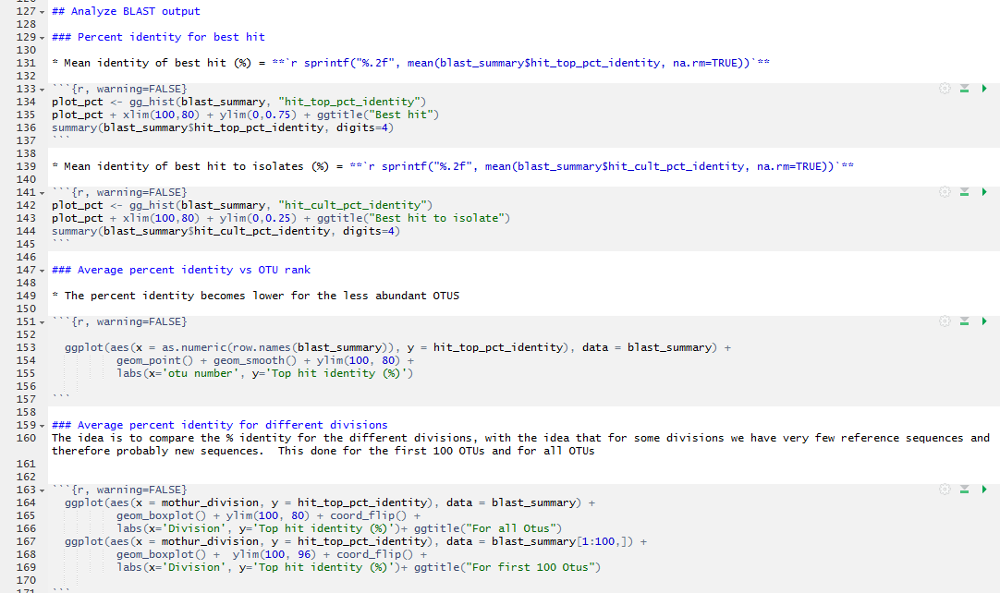 127 ## Analyze BLAST output
128
129 ### Percent identity for best hit
130
131 * Mean identity of best hit (%) = **`r sprintf("%.2f", mean(blast_summary$hit_top_pct_identity, na.rm=TRUE))`**
132
133 ```{r, warning=FALSE}
134 plot_pct <- gg_hist(blast_summary, "hit_top_pct_identity")
135 plot_pct + xlim(100,80) + ylim(0,0.75) + ggtitle("Best hit")
136 summary(blast_summary$hit_top_pct_identity, digits=4)
137 ```
138
139 * Mean identity of best hit to isolates (%) = **`r sprintf("%.2f", mean(blast_summary$hit_cult_pct_identity, na.rm=TRUE))`**
140
141 ```{r, warning=FALSE}
142 plot_pct <- gg_hist(blast_summary, "hit_cult_pct_identity")
143 plot_pct + xlim(100,80) + ylim(0,0.25) + ggtitle("Best hit to isolate")
144 summary(blast_summary$hit_cult_pct_identity, digits=4)
145 ```
146
147 ### Average percent identity vs OTU rank
148
149 * The percent identity becomes lower for the less abundant OTUS
150
151 ```{r, warning=FALSE}
152
153 ggplot(aes(x = as.numeric(row.names(blast_summary)), y = hit_top_pct_identity), data = blast_summary) +
154 geom_point() + geom_smooth() + ylim(100, 80) +
155 labs(x='otu number', y='Top hit identity (%)')
156
157 ```
158
159 ### Average percent identity for different divisions
160 The idea is to compare the % identity for the different divisions, with the idea that for some divisions we have very few reference sequences and
therefore probably new sequences.  This done for the first 100 OTUs and for all OTUs
161
162
163 ```{r, warning=FALSE}
164 ggplot(aes(x = mothur_division, y = hit_top_pct_identity), data = blast_summary) +
165 geom_boxplot() + ylim(100, 80) + coord_flip() +
166 labs(x='Division', y='Top hit identity (%)')+ ggtitle("For all Otus")
167 ggplot(aes(x = mothur_division, y = hit_top_pct_identity), data = blast_summary[1:100,]) +
168 geom_boxplot() +  ylim(100, 96) + coord_flip() +
169 labs(x='Division', y='Top hit identity (%)')+ ggtitle("For first 100 Otus")
170
171 ```